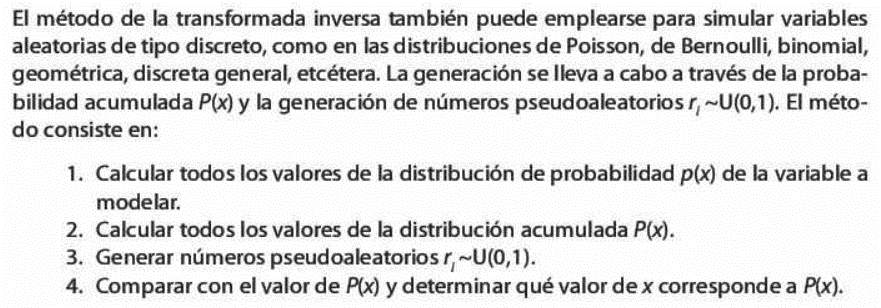 El método de la transformada inversa también puede emplearse para simular variables
aleatorias de tipo discreto, como en las distribuciones de Poisson, de Bernoulli, binomial,
geométrica, discreta general, etcétera. La generación se lleva a cabo a través de la proba-
bilidad acumulada P(x) y la generación de números pseudoaleatorios rᵢ ~U(0,1). El méto-
do consiste en:
1. Calcular todos los valores de la distribución de probabilidad p(x) de la variable a
modelar.
2. Calcular todos los valores de la distribución acumulada P(x).
3. Generar números pseudoaleatorios rᵢ ~U(0,1).
4. Comparar con el valor de P(x) y determinar qué valor de x corresponde a P(x).